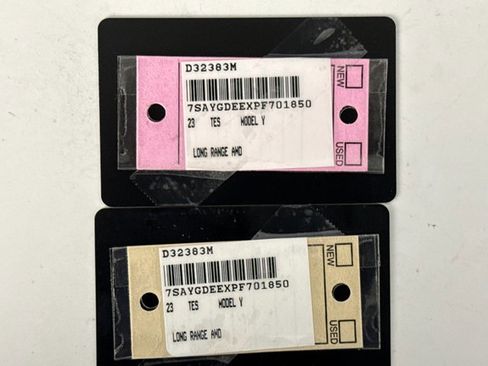 D32383M
7SAYGDEEXPF701850
23 TES MODEL Y
LONG RANGE AWD
NEW
USED
D32383M
7SAYGDEEXPF701850
23 TES MODEL Y
LONG RANGE AWD
NEW
USED